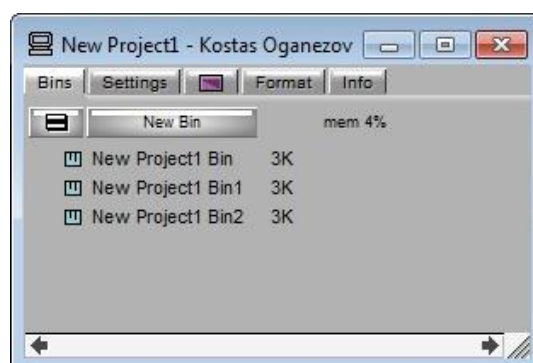 New Project1 - Kostas Oganezov
Bins Settings Format Info
New Bin mem 4%
New Project1 Bin 3K
New Project1 Bin1 3K
New Project1 Bin2 3K